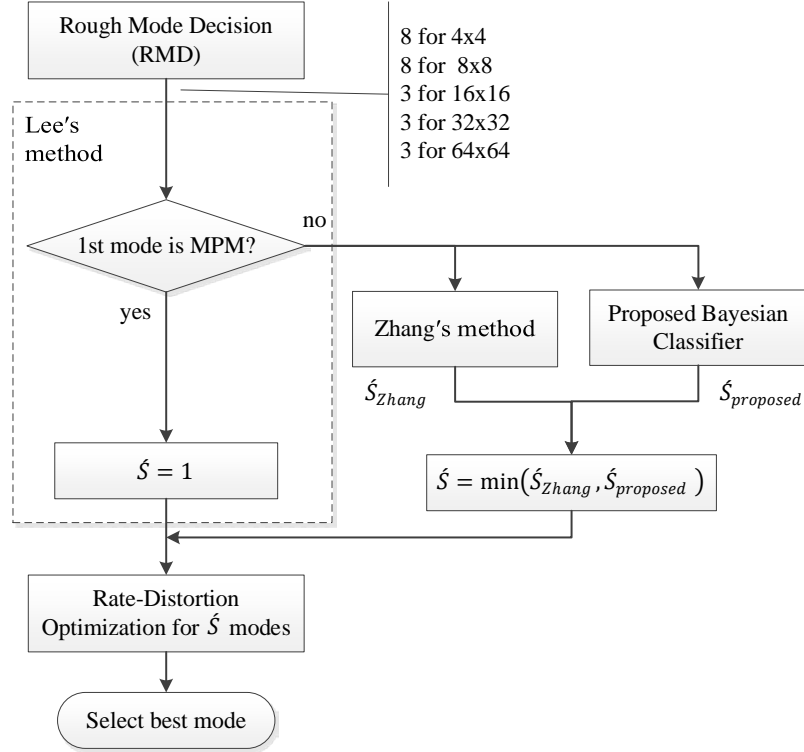 Rough Mode Decision
(RMD)
8 for 4x4
8 for 8x8
3 for 16x16
3 for 32x32
3 for 64x64
Lee's
method
1st mode is MPM?
no
yes
Zhang's method
Proposed Bayesian
Classifier
Ś_Zhang
Ś_proposed
Ś = 1
Ś = min(Ś_Zhang, Ś_proposed)
Rate-Distortion
Optimization for Ś modes
Select best mode